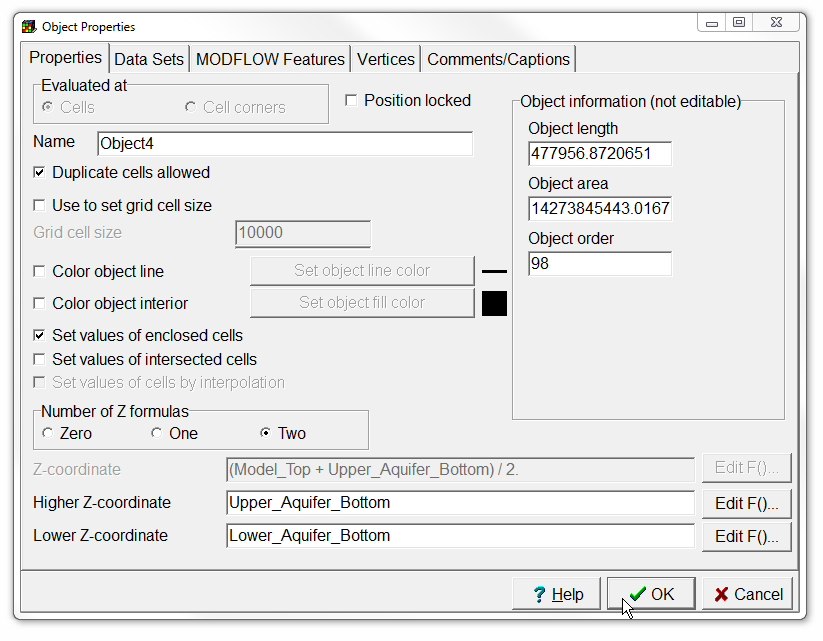 Object Properties
Properties
Data Sets
MODFLOW Features
Vertices
Comments/Captions
Evaluated at
Cells
Cell corners
Position locked
Name
Object4
Duplicate cells allowed
Use to set grid cell size
Grid cell size
10000
Color object line
Set object line color
Color object interior
Set object fill color
Set values of enclosed cells
Set values of intersected cells
Set values of cells by interpolation
Number of Z formulas
Zero
One
Two
Object information (not editable)
Object length
477956.8720651
Object area
14273845443.0167
Object order
98
Z-coordinate
(Model_Top + Upper_Aquifer_Bottom) / 2.
Edit F()...
Higher Z-coordinate
Upper_Aquifer_Bottom
Edit F()...
Lower Z-coordinate
Lower_Aquifer_Bottom
Edit F()...
? Help
OK
Cancel